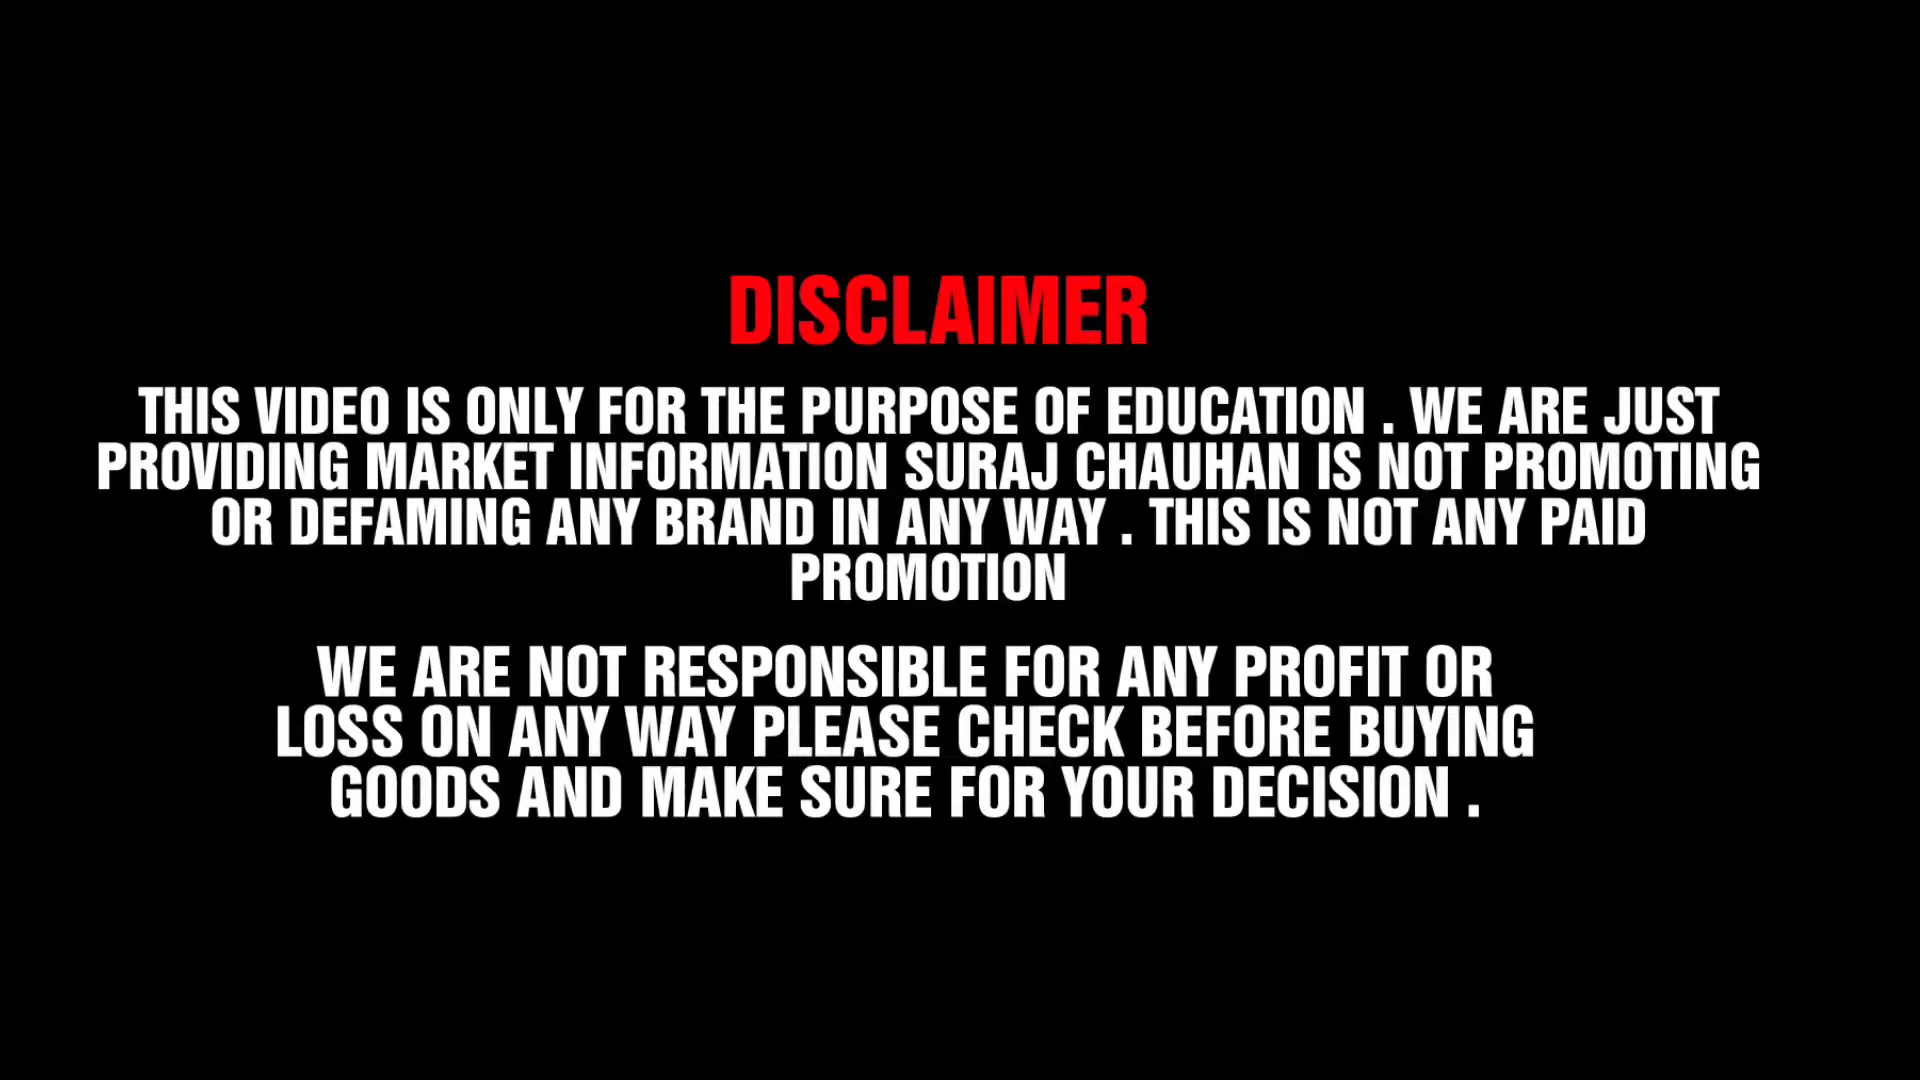 DISCLAIMER
THIS VIDEO IS ONLY FOR THE PURPOSE OF EDUCATION . WE ARE JUST
PROVIDING MARKET INFORMATION SURAJ CHAUHAN IS NOT PROMOTING
OR DEFAMING ANY BRAND IN ANY WAY . THIS IS NOT ANY PAID
PROMOTION
WE ARE NOT RESPONSIBLE FOR ANY PROFIT OR
LOSS ON ANY WAY PLEASE CHECK BEFORE BUYING
GOODS AND MAKE SURE FOR YOUR DECISION .